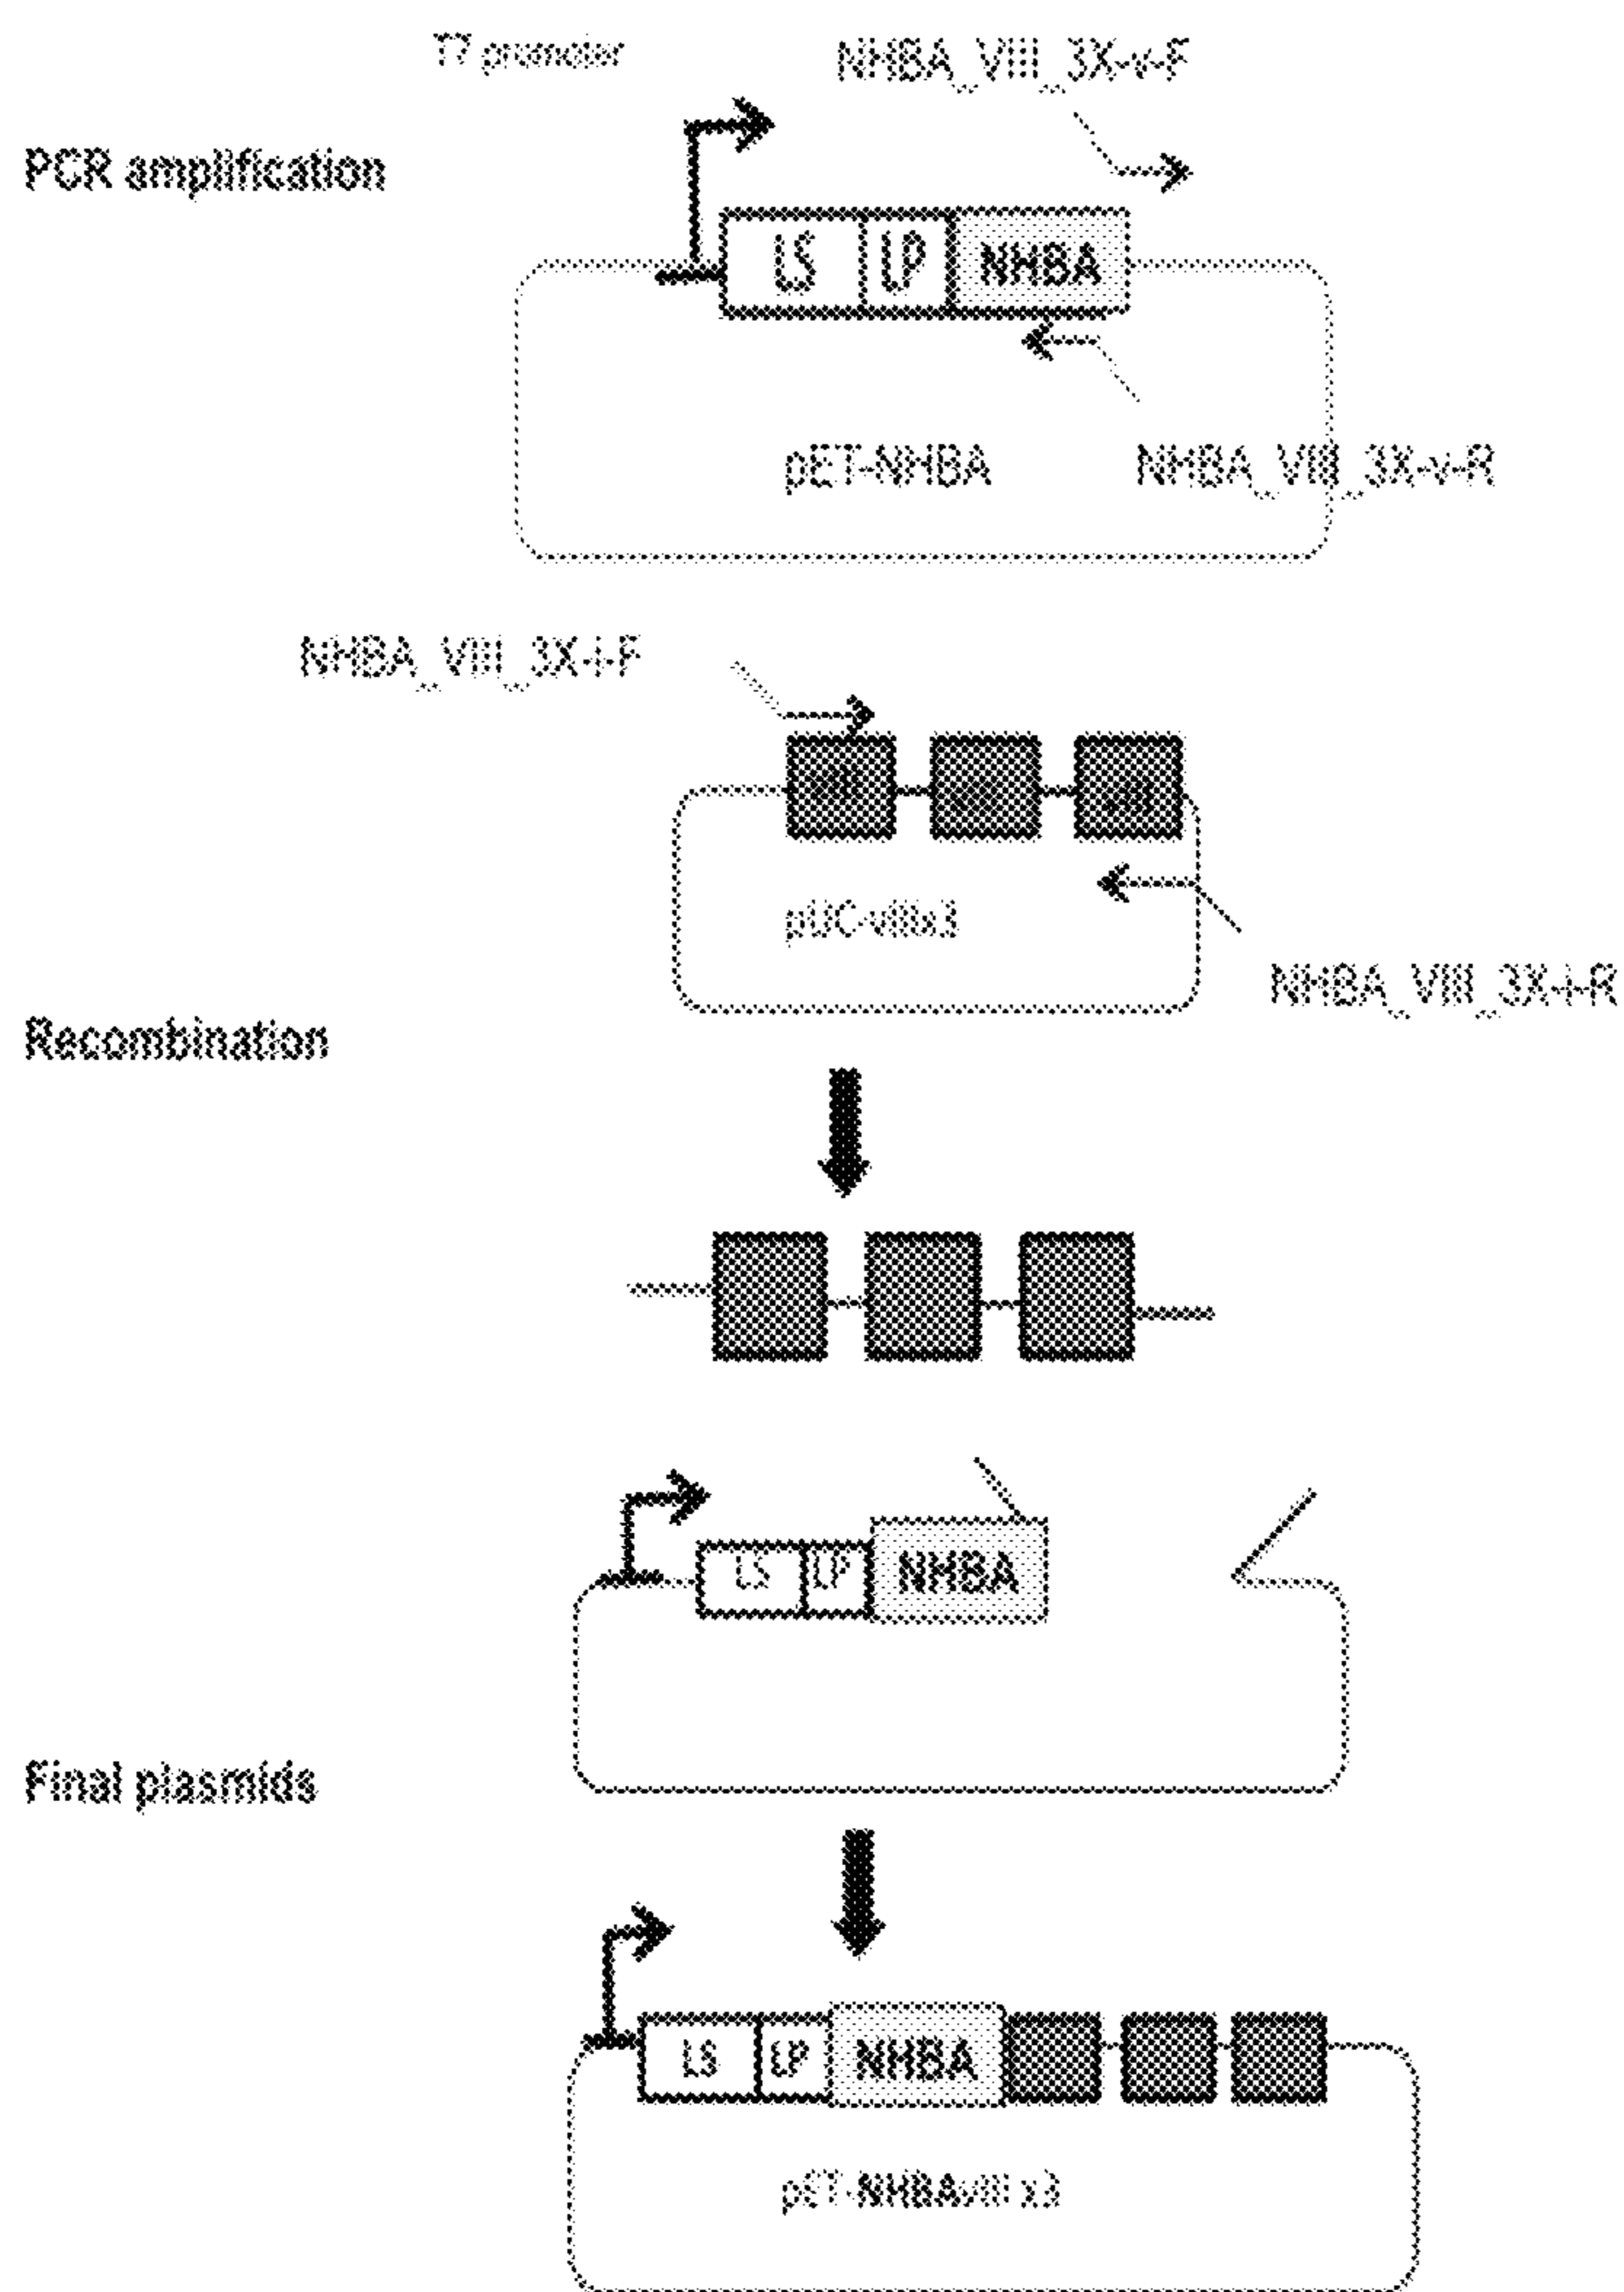 T7 promoter
NHBA_VIII_3X-v-F
PCR amplification
LS LP NHBA
pET-NHBA
NHBA_VIII_3X-v-R
NHBA_VIII_3X-i-F
pUC-viiix3
NHBA_VIII_3X-i-R
Recombination
LS LP NHBA
Final plasmids
LS LP NHBA
pET-NHBAviii x3